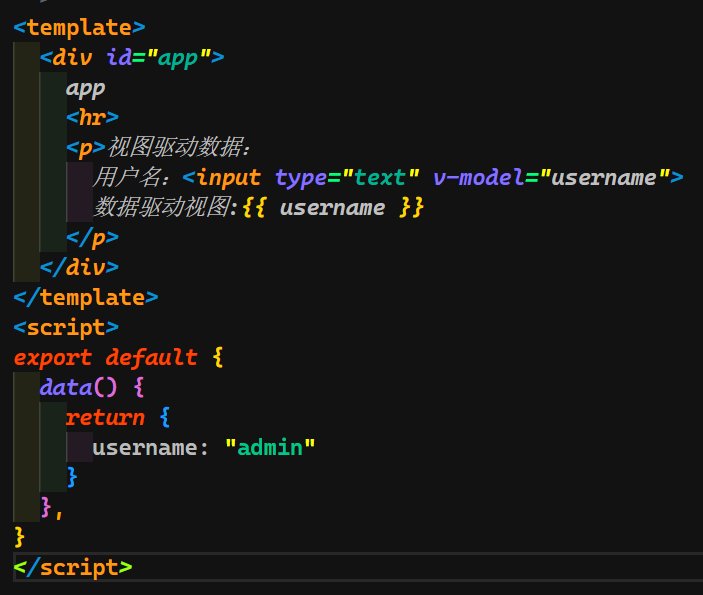 <template>
<div id="app">
app
<hr>
<p>视图驱动数据：
用户名：<input type="text" v-model="username">
数据驱动视图:{{ username }}
</p>
</div>
</template>
<script>
export default {
data() {
return {
username: "admin"
}
},
}
</script>